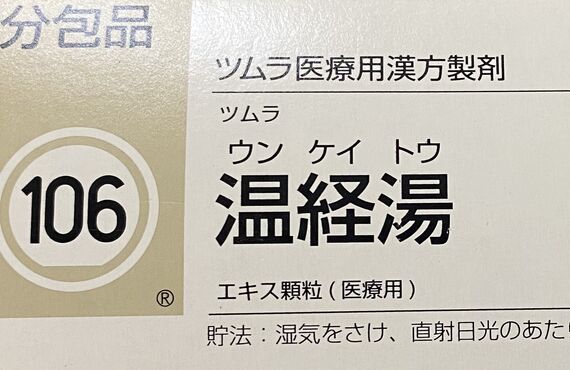 分包品
ツムラ医療用漢方製剤
ツムラ
ウン ケイ トウ
106
温経湯
®
エキス顆粒(医療用)
貯法：湿気をさけ、直射日光のあた